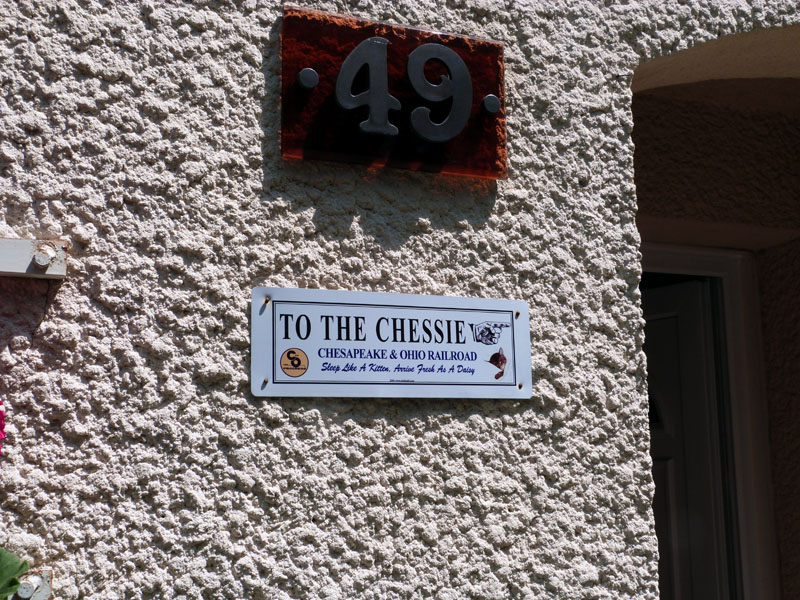 49
TO THE CHESSIE
CHESAPEAKE & OHIO RAILROAD
Sleep Like A Kitten, Arrive Fresh As A Daisy